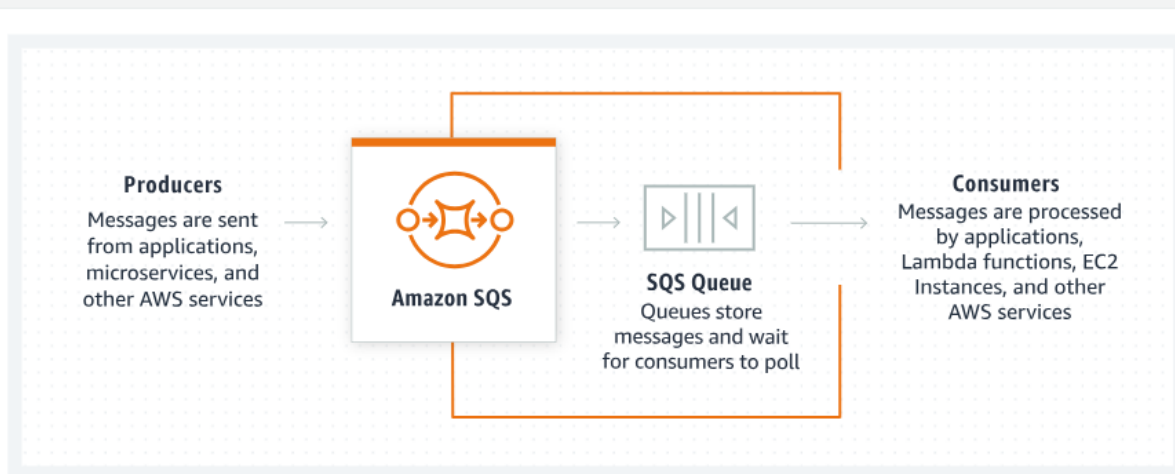 Producers
Messages are sent
from applications,
microservices, and
other AWS services
Amazon SQS
SQS Queue
Queues store
messages and wait
for consumers to poll
Consumers
Messages are processed
by applications,
Lambda functions, EC2
Instances, and other
AWS services